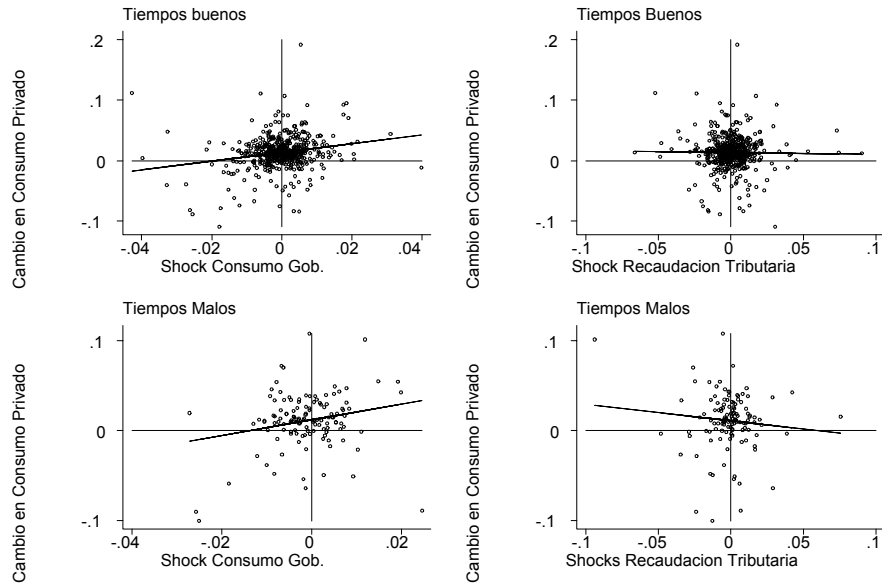 Tiempos buenos
Cambio en Consumo Privado
.2
.1
0
-.1
-.04
-.02
0
.02
.04
Shock Consumo Gob.
Tiempos Buenos
Cambio en Consumo Privado
.2
.1
0
-.1
-.1
-.05
0
.05
.1
Shock Recaudacion Tributaria
Tiempos Malos
Cambio en Consumo Privado
.1
0
-.1
-.04
-.02
0
.02
Shock Consumo Gob.
Tiempos Malos
Cambio en Consumo Privado
.1
0
-.1
-.1
-.05
0
.05
.1
Shocks Recaudacion Tributaria